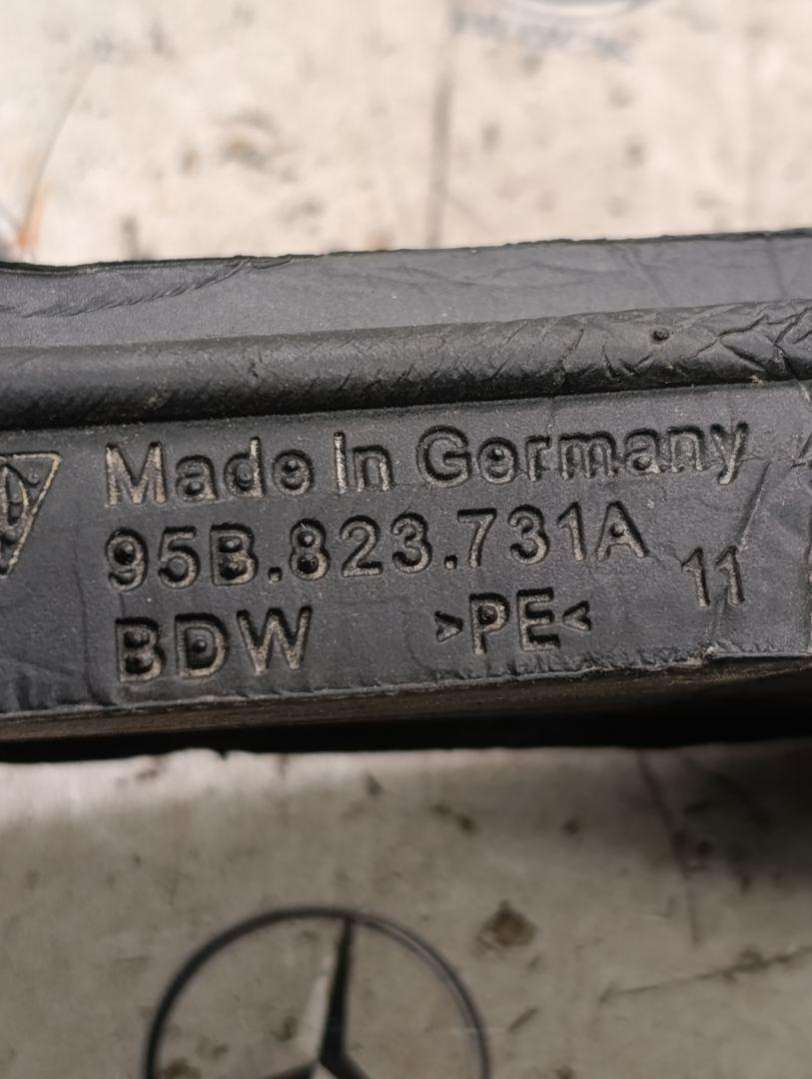 Made In Germany
95B.823.731A
BDW >PE< 11